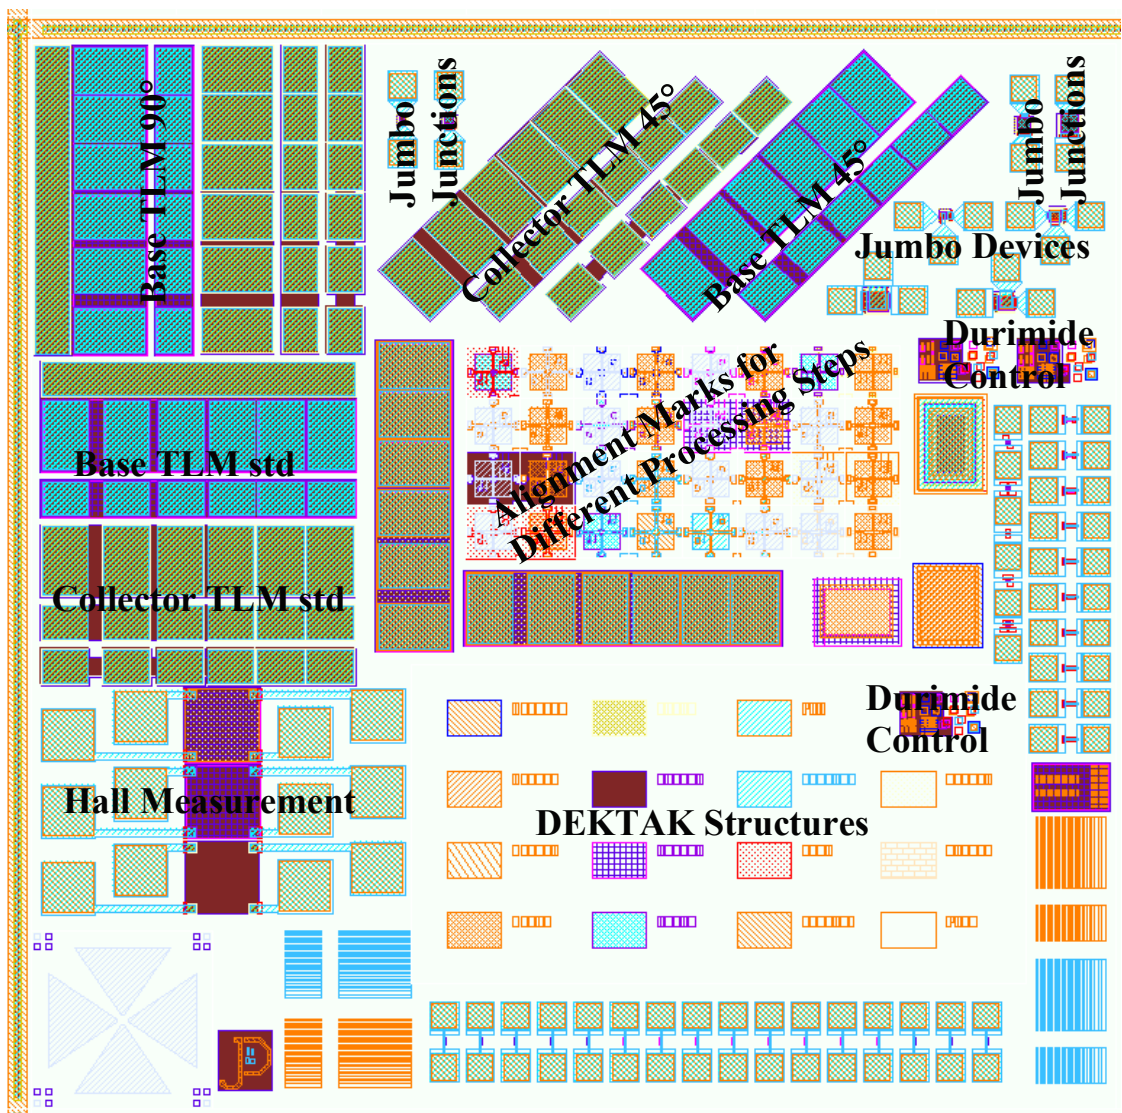 Base TLM 90°
Jumbo
Junctions
Collector TLM 45°
Base TLM 45°
Jumbo
Junctions
Jumbo Devices
Durimide
Control
Alignment Marks for
Different Processing Steps
Base TLM std
Collector TLM std
Durimide
Control
Hall Measurement
DEKTAK Structures